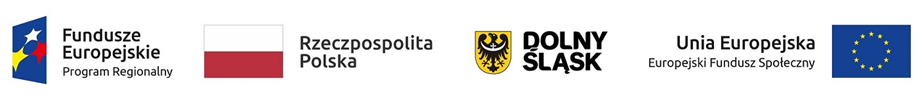 Fundusze
Europejskie
Program Regionalny
Rzeczpospolita
Polska
DOLNY
ŚLĄSK
Unia Europejska
Europejski Fundusz Społeczny